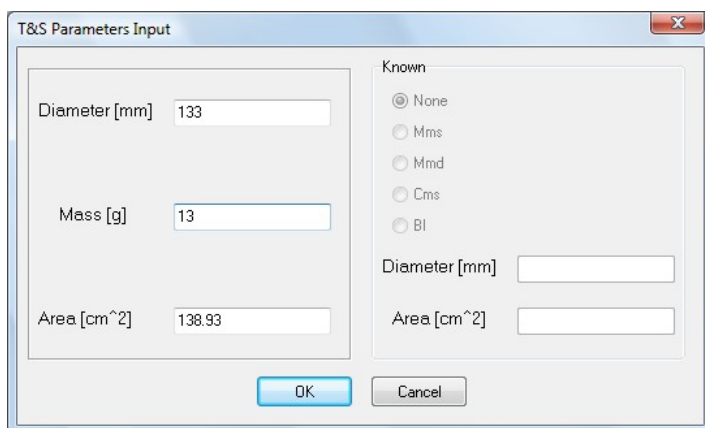 T&S Parameters Input
Diameter [mm]
133
Mass [g]
13
Area [cm^2]
138.93
Known
None
Mms
Mmd
Cms
Bl
Diameter [mm]
Area [cm^2]
OK
Cancel